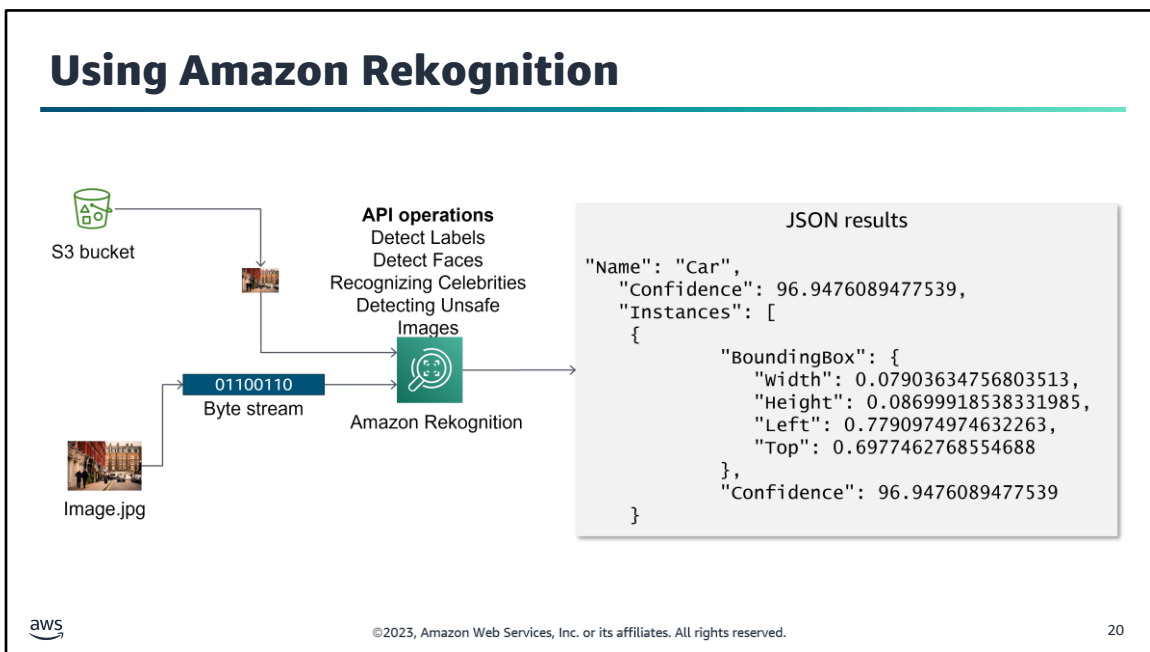 Using Amazon Rekognition
S3 bucket
API operations
Detect Labels
Detect Faces
Recognizing Celebrities
Detecting Unsafe
Images
01100110
Byte stream
Amazon Rekognition
Image.jpg
JSON results
"Name": "Car",
"Confidence": 96.9476089477539,
"Instances": [
{
"BoundingBox": {
"Width": 0.07903634756803513,
"Height": 0.08699918538331985,
"Left": 0.7790974974632263,
"Top": 0.6977462768554688
},
"Confidence": 96.9476089477539
}
aws
©2023, Amazon Web Services, Inc. or its affiliates. All rights reserved.
20